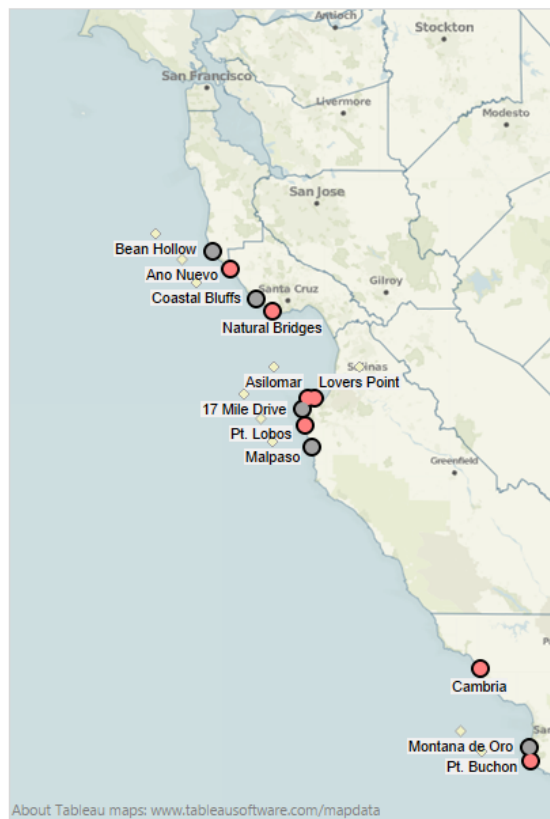 Antioch
Stockton
San Francisco
Livermore
Modesto
San Jose
Bean Hollow
Ano Nuevo
Gilroy
Coastal Bluffs
Santa Cruz
Natural Bridges
Asilomar
Lovers Point
17 Mile Drive
Pt. Lobos
Malpaso
Greenfield
Cambria
Montana de Oro
Pt. Buchon
About Tableau maps: www.tableausoftware.com/mapdata